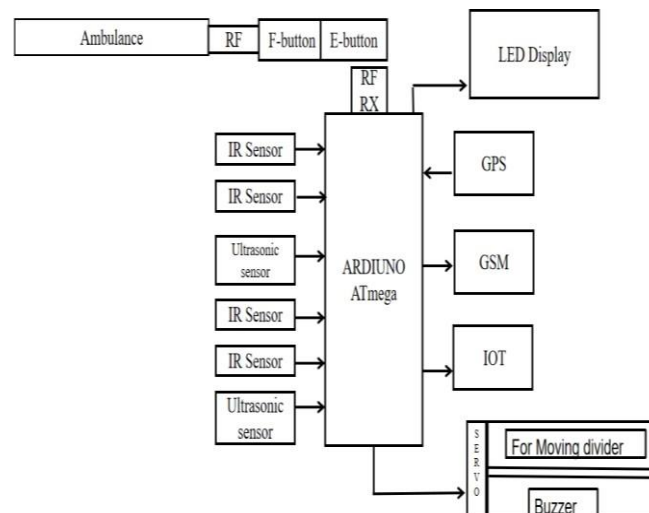 Ambulance
RF
F-button
E-button
RF
RX
LED Display
IR Sensor
IR Sensor
Ultrasonic
sensor
IR Sensor
IR Sensor
Ultrasonic
sensor
ARDIUNO
ATmega
GPS
GSM
IOT
SERVO
For Moving divider
Buzzer